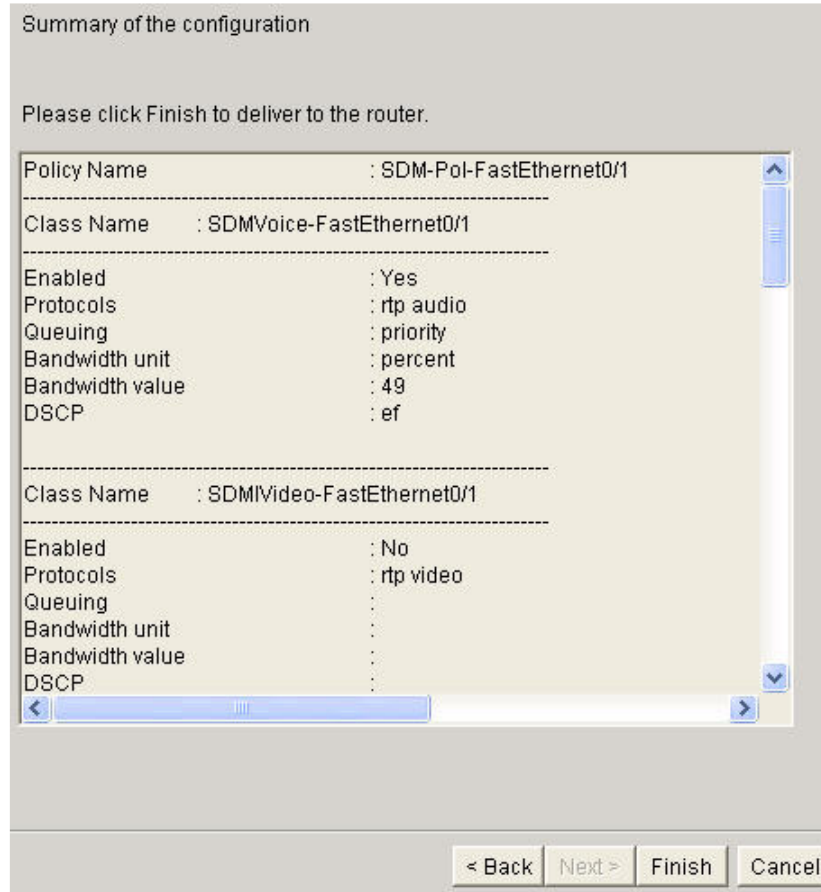 Summary of the configuration
Please click Finish to deliver to the router.
Policy Name : SDM-Pol-FastEthernet0/1
------------------------------------------------------------------------
Class Name : SDMVoice-FastEthernet0/1
------------------------------------------------------------------------
Enabled : Yes
Protocols : rtp audio
Queuing : priority
Bandwidth unit : percent
Bandwidth value : 49
DSCP : ef
------------------------------------------------------------------------
Class Name : SDMIVideo-FastEthernet0/1
------------------------------------------------------------------------
Enabled : No
Protocols : rtp video
Queuing :
Bandwidth unit :
Bandwidth value :
DSCP :
< Back Next > Finish Cancel